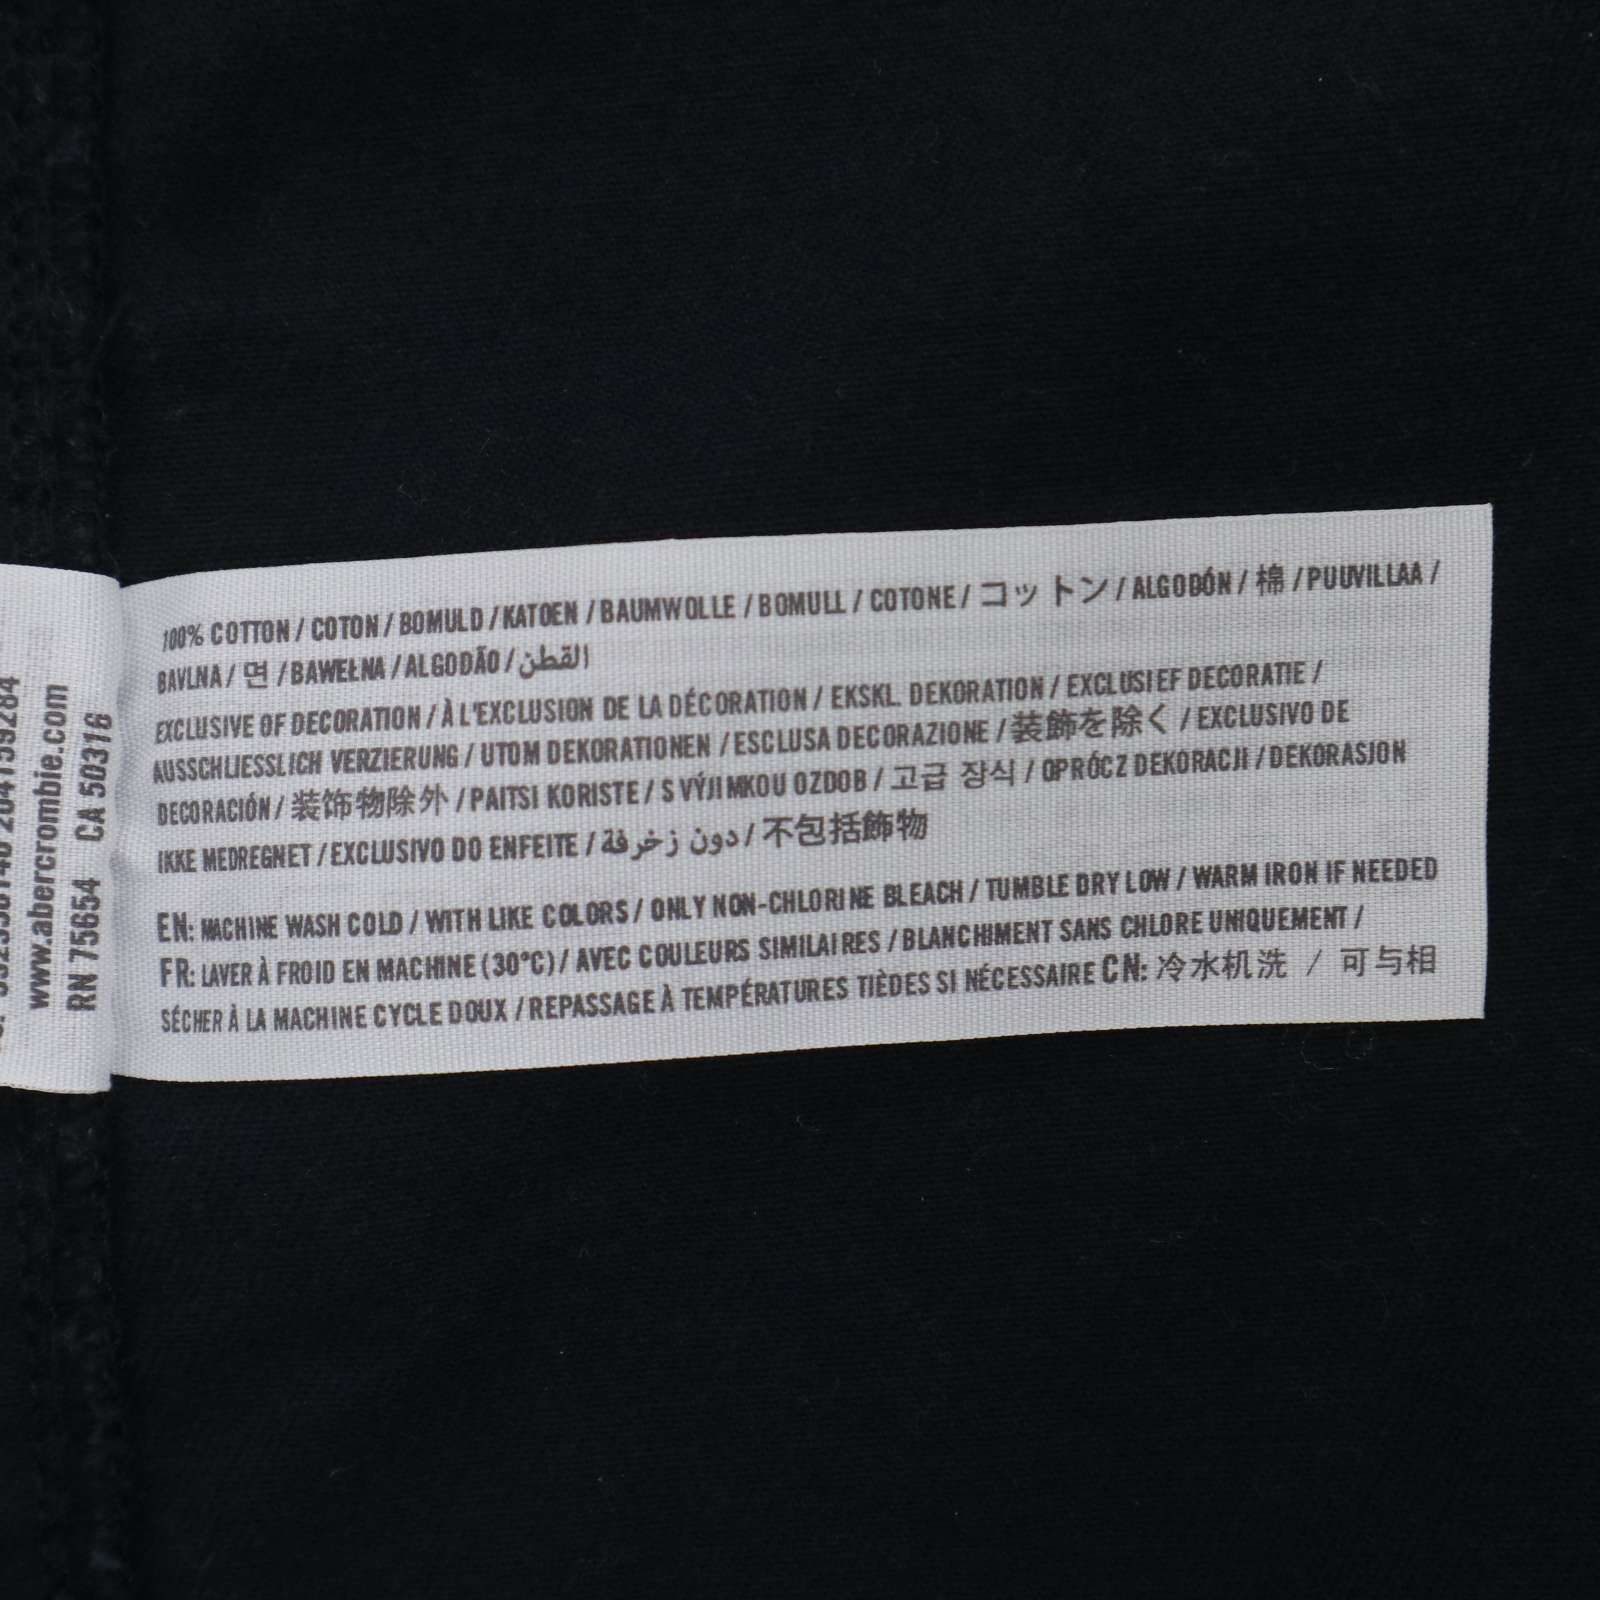 100% COTTON / COTON / BOMULD / KATOEN / BAUMWOLLE / BOMULL / COTONE / コットン / ALGODÓN / 棉 / PUUVILLAA /
BAVLNA / 면 / BAWEŁNA / ALGODÃO / القطن
EXCLUSIVE OF DECORATION / À L'EXCLUSION DE LA DÉCORATION / EKSKL. DEKORATION / EXCLUSIEF DECORATIE /
AUSSCHLIESSLICH VERZIERUNG / UTOM DEKORATIONEN / ESCLUSA DECORAZIONE / 装飾を除く / EXCLUSIVO DE
DECORACIÓN / 装饰物除外 / PAITSI KORISTE / S VÝJIMKOU OZDOB / 고급 장식 / OPRÓCZ DEKORACJI / DEKORASJON
IKKE MEDREGNET / EXCLUSIVO DO ENFEITE / دون زخرفة / 不包括飾物
EN: MACHINE WASH COLD / WITH LIKE COLORS / ONLY NON-CHLORINE BLEACH / TUMBLE DRY LOW / WARM IRON IF NEEDED
FR: LAVER À FROID EN MACHINE (30°C) / AVEC COULEURS SIMILAIRES / BLANCHIMENT SANS CHLORE UNIQUEMENT /
SÉCHER À LA MACHINE CYCLE DOUX / REPASSAGE À TEMPÉRATURES TIÈDES SI NÉCESSAIRE CN: 冷水机洗 / 可与相
www.abercrombie.com
RN 75654 CA 50316